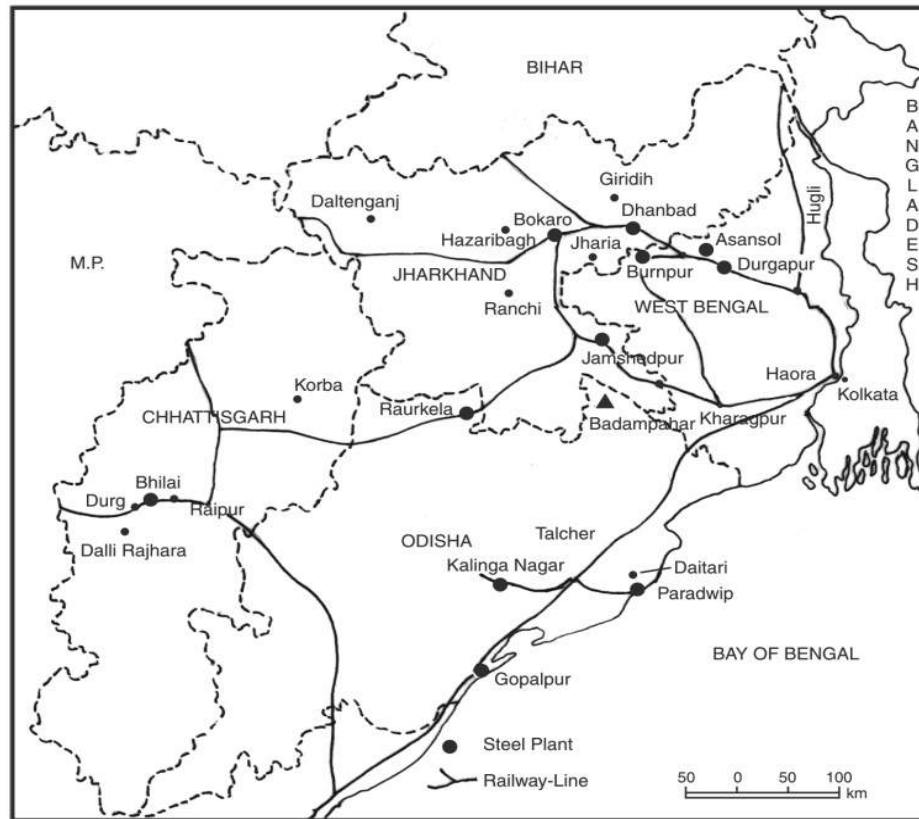 BIHAR
BANGLADESH
Giridih
Daltenganj
Bokaro
Dhanbad
Hugli
Hazaribagh
Jharia
Asansol
M.P.
JHARKHAND
Burnpur
Durgapur
Ranchi
WEST BENGAL
Jamshedpur
Haora
Korba
Kolkata
Raurkela
CHHATTISGARH
Badampahar
Kharagpur
Bhilai
Durg
Raipur
Talcher
Dalli Rajhara
ODISHA
Kalinga Nagar
Daitari
Paradwip
BAY OF BENGAL
Gopalpur
Steel Plant
Railway-Line
50 0 50 100
km